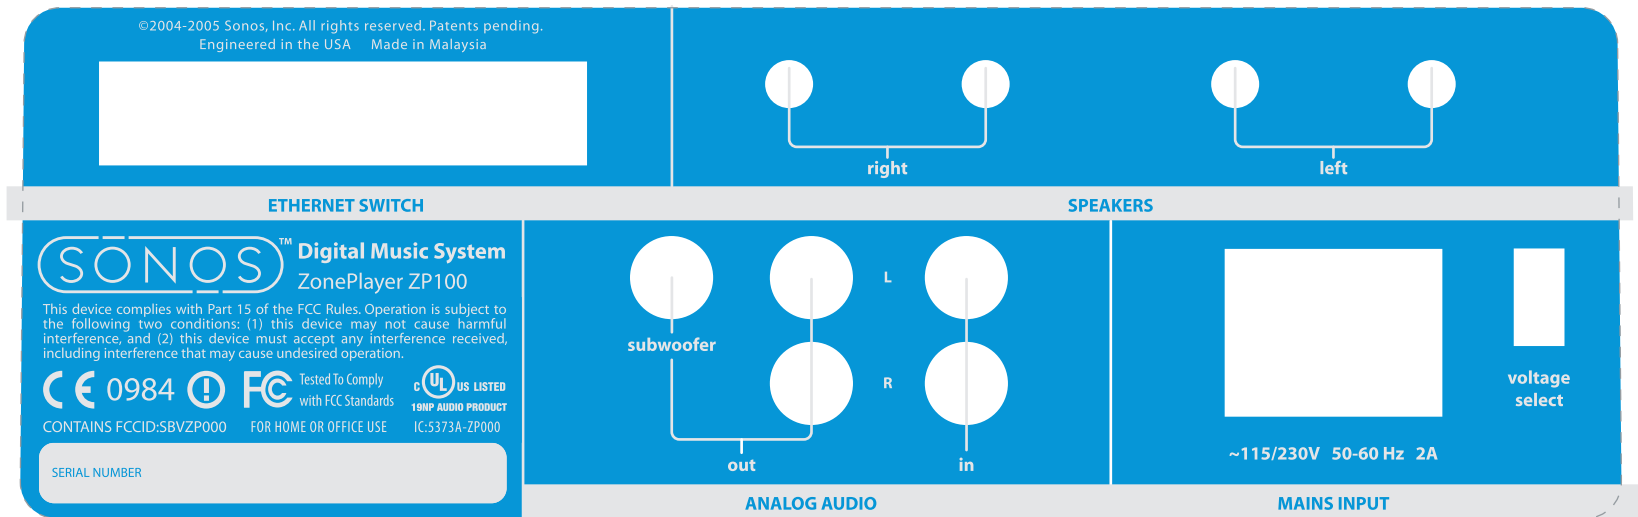 ©2004-2005 Sonos, Inc. All rights reserved. Patents pending.
Engineered in the USA Made in Malaysia
right
left
ETHERNET SWITCH
SPEAKERS
SONOS™
Digital Music System
ZonePlayer ZP100
This device complies with Part 15 of the FCC Rules. Operation is subject to
the following two conditions: (1) this device may not cause harmful
interference, and (2) this device must accept any interference received,
including interference that may cause undesired operation.
CE 0984
FC Tested To Comply
with FCC Standards
C UL US LISTED
19NP AUDIO PRODUCT
CONTAINS FCCID:SBVZP000 FOR HOME OR OFFICE USE IC:5373A-ZP000
SERIAL NUMBER
L
subwoofer
R
out
in
ANALOG AUDIO
voltage
select
~115/230V 50-60 Hz 2A
MAINS INPUT